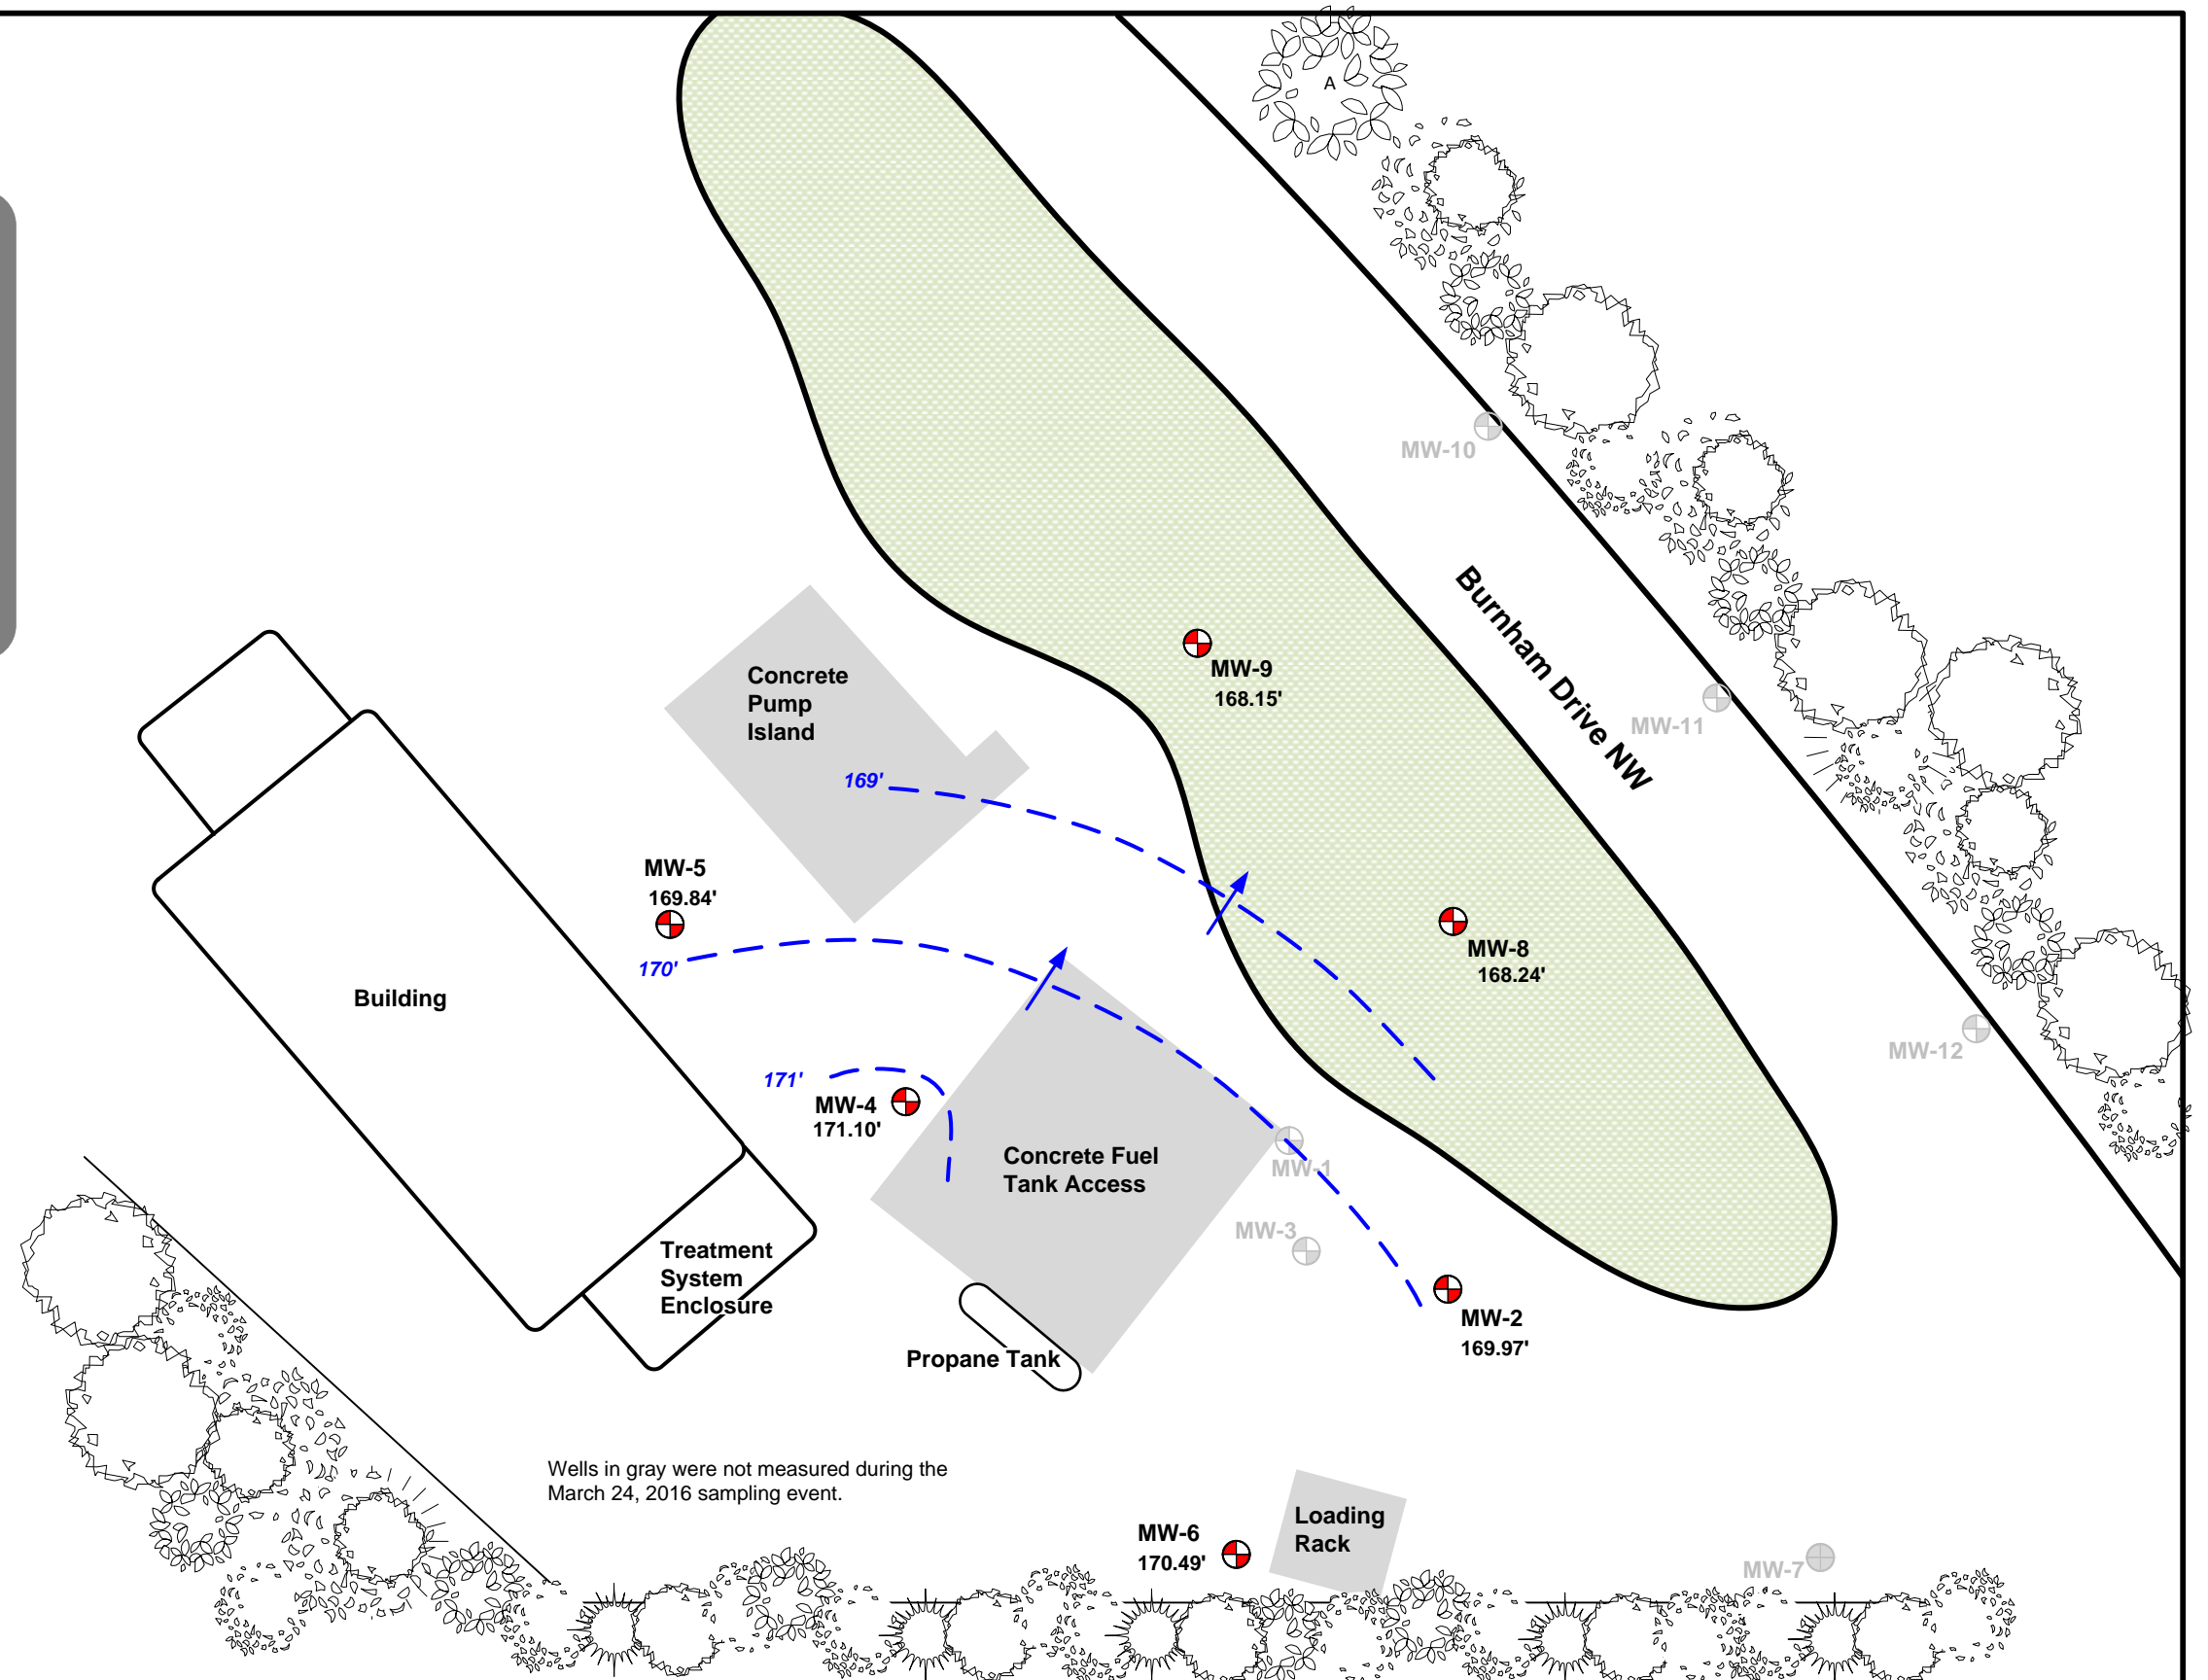 A
MW-10
Burnham Drive NW
MW-9
168.15'
Concrete
Pump
Island
MW-11
169'
MW-5
169.84'
170'
MW-8
168.24'
Building
MW-12
171'
MW-4
171.10'
Concrete Fuel
Tank Access
MW-1
MW-3
Treatment
System
Enclosure
MW-2
169.97'
Propane Tank
Wells in gray were not measured during the
March 24, 2016 sampling event.
Loading
Rack
MW-6
170.49'
MW-7